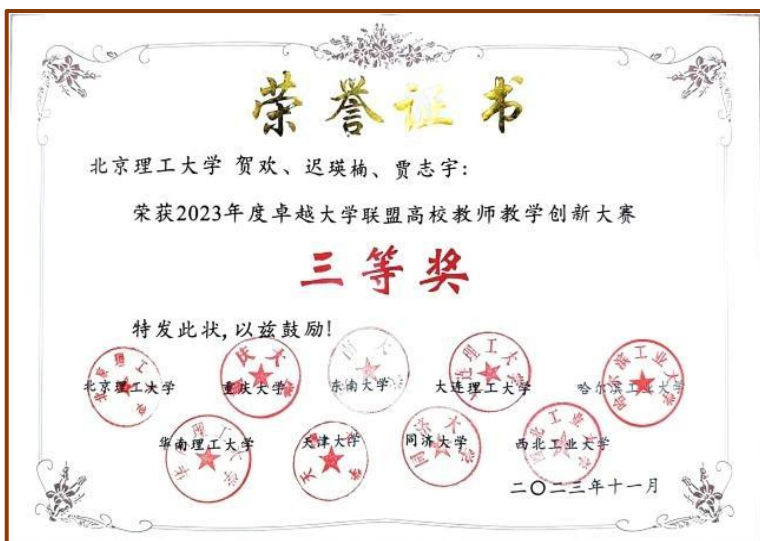 荣誉证书
北京理工大学 贺欢、迟瑛楠、贾志宇:
荣获2023年度卓越大学联盟高校教师教学创新大赛
三等奖
特发此状,以兹鼓励!
北京理工大学 重庆大学 东南大学 大连理工大学 哈尔滨工业大学
华南理工大学 天津大学 同济大学 西北工业大学
二〇二三年十一月